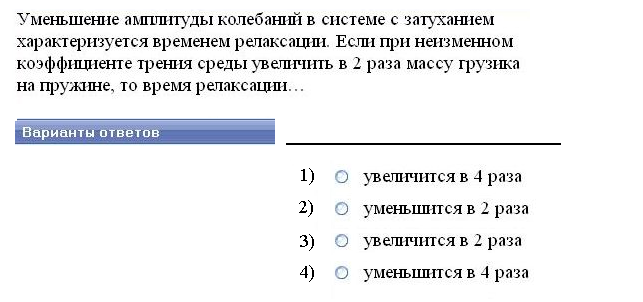 Уменьшение амплитуды колебаний в системе с затуханием
характеризуется временем релаксации. Если при неизменном
коэффициенте трения среды увеличить в 2 раза массу грузика
на пружине, то время релаксации…
Варианты ответов
1) увеличится в 4 раза
2) уменьшится в 2 раза
3) увеличится в 2 раза
4) уменьшится в 4 раза